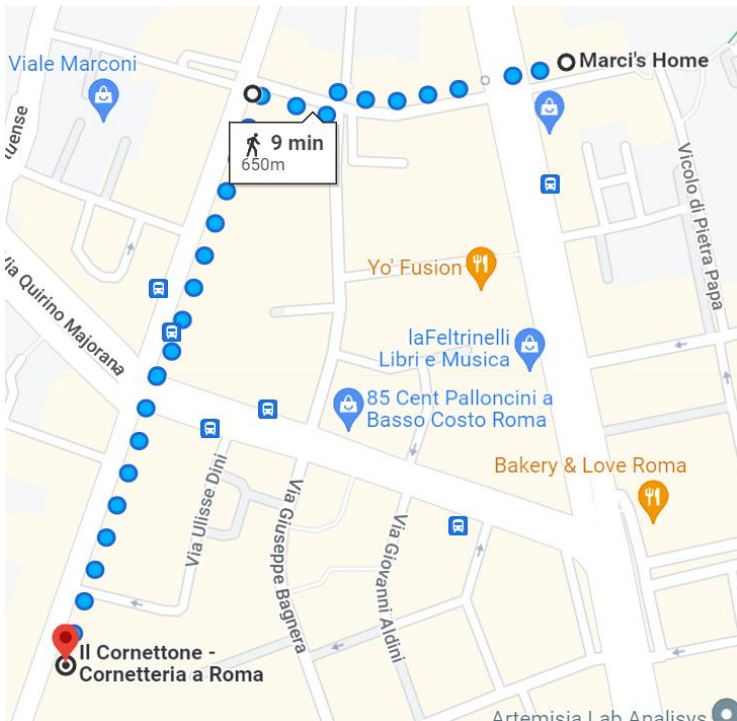 Viale Marconi
Marci's Home
9 min
650m
uense
Vicolo di Pietra Papa
Yo' Fusion
Via Quirino Majorana
laFeltrinelli
Libri e Musica
85 Cent Palloncini a
Basso Costo Roma
Bakery & Love Roma
Via Ulisse Dini
Via Giuseppe Bagnera
Via Giovanni Aldini
Il Cornettone -
Cornetteria a Roma
Artemisia Lab Analisys